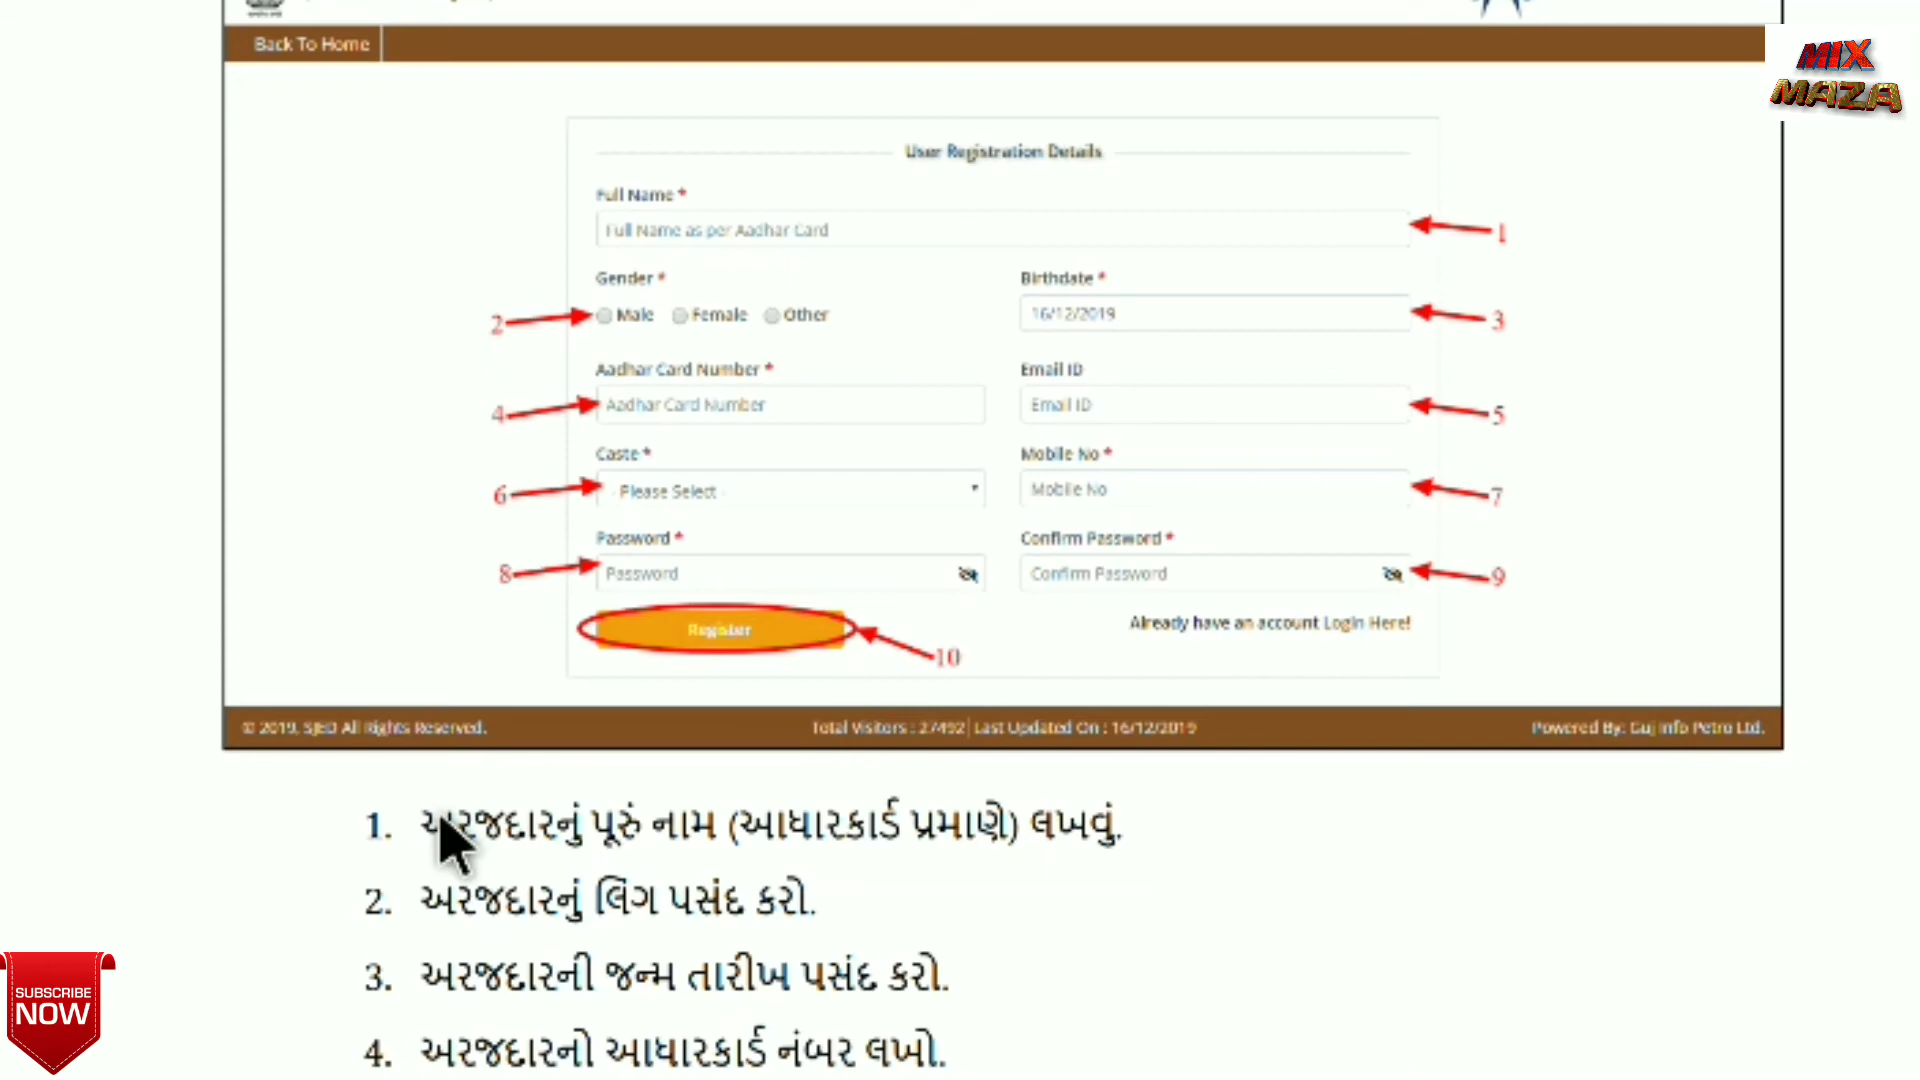 Back To Home
MIX
MAZA
User Registration Details
Full Name *
Full Name as per Aadhar Card
1
Gender *
Birthdate *
2
Male Female Other
16/12/2019
3
Aadhar Card Number *
Email ID
4
Aadhar Card Number
Email ID
5
Caste *
Mobile No *
6
- Please Select -
Mobile No
7
Password *
Confirm Password *
8
Password
Confirm Password
9
Register
Already have an account Login Here!
10
© 2019, SJED All Rights Reserved.
Total Visitors : 27492 | Last Updated On : 16/12/2019
Powered By: Guj Info Petro Ltd.
1. અરજદારનું પૂરું નામ (આધારકાર્ડ પ્રમાણે) લખવું.
2. અરજદારનું લિંગ પસંદ કરો.
3. અરજદારની જન્મ તારીખ પસંદ કરો.
4. અરજદારનો આધારકાર્ડ નંબર લખો.
SUBSCRIBE
NOW